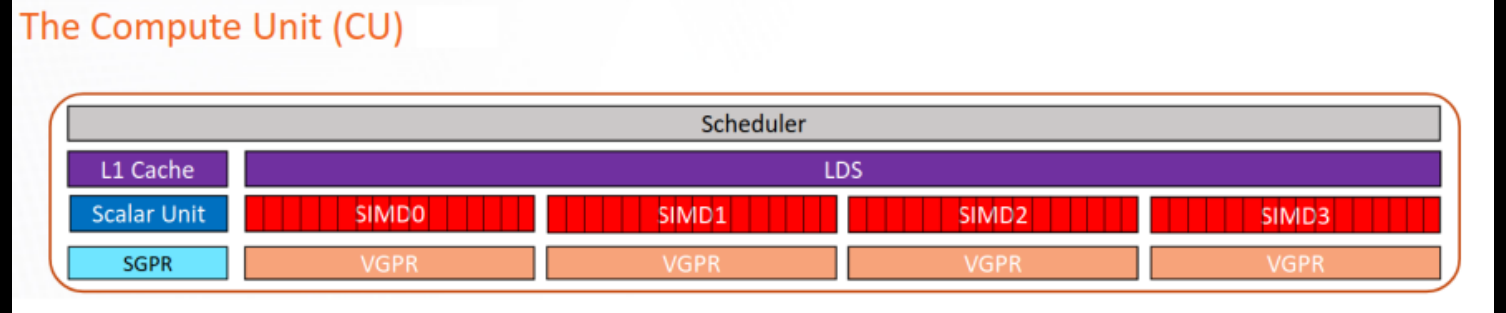 The Compute Unit (CU)
Scheduler
L1 Cache LDS
Scalar Unit SIMD0 SIMD1 SIMD2 SIMD3
SGPR VGPR VGPR VGPR VGPR